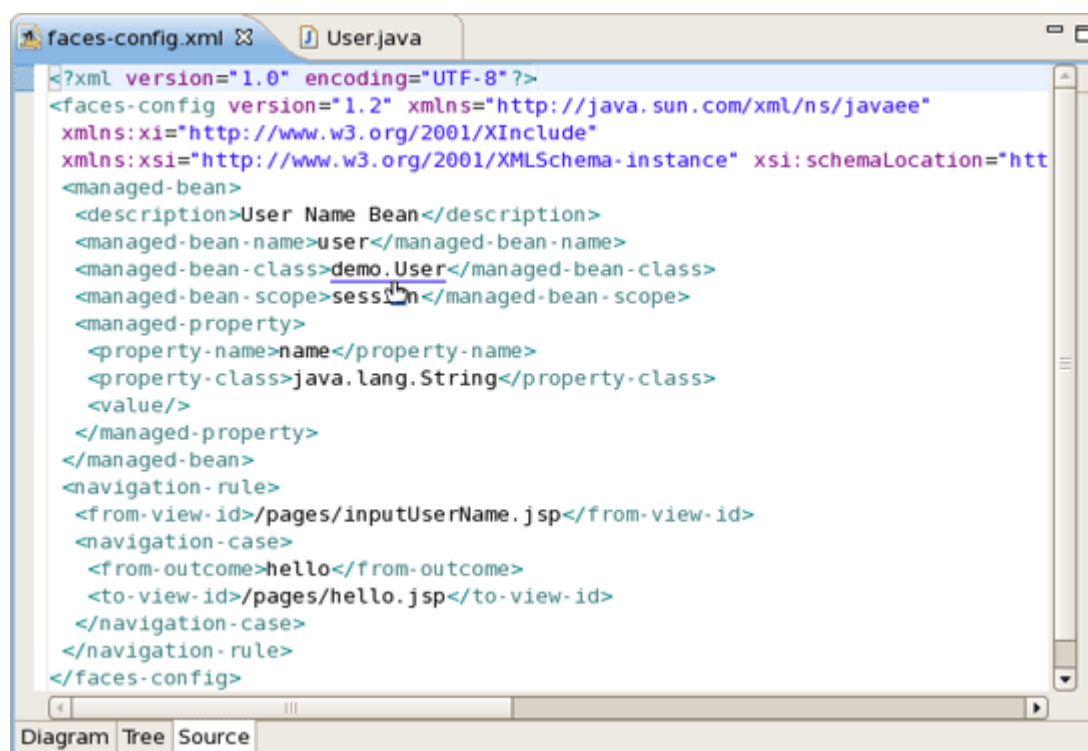 faces-config.xml User.java
<?xml version="1.0" encoding="UTF-8"?>
<faces-config version="1.2" xmlns="http://java.sun.com/xml/ns/javaee"
xmlns:xi="http://www.w3.org/2001/XInclude"
xmlns:xsi="http://www.w3.org/2001/XMLSchema-instance" xsi:schemaLocation="htt
<managed-bean>
<description>User Name Bean</description>
<managed-bean-name>user</managed-bean-name>
<managed-bean-class>demo.User</managed-bean-class>
<managed-bean-scope>session</managed-bean-scope>
<managed-property>
<property-name>name</property-name>
<property-class>java.lang.String</property-class>
<value/>
</managed-property>
</managed-bean>
<navigation-rule>
<from-view-id>/pages/inputUserName.jsp</from-view-id>
<navigation-case>
<from-outcome>hello</from-outcome>
<to-view-id>/pages/hello.jsp</to-view-id>
</navigation-case>
</navigation-rule>
</faces-config>
Diagram Tree Source